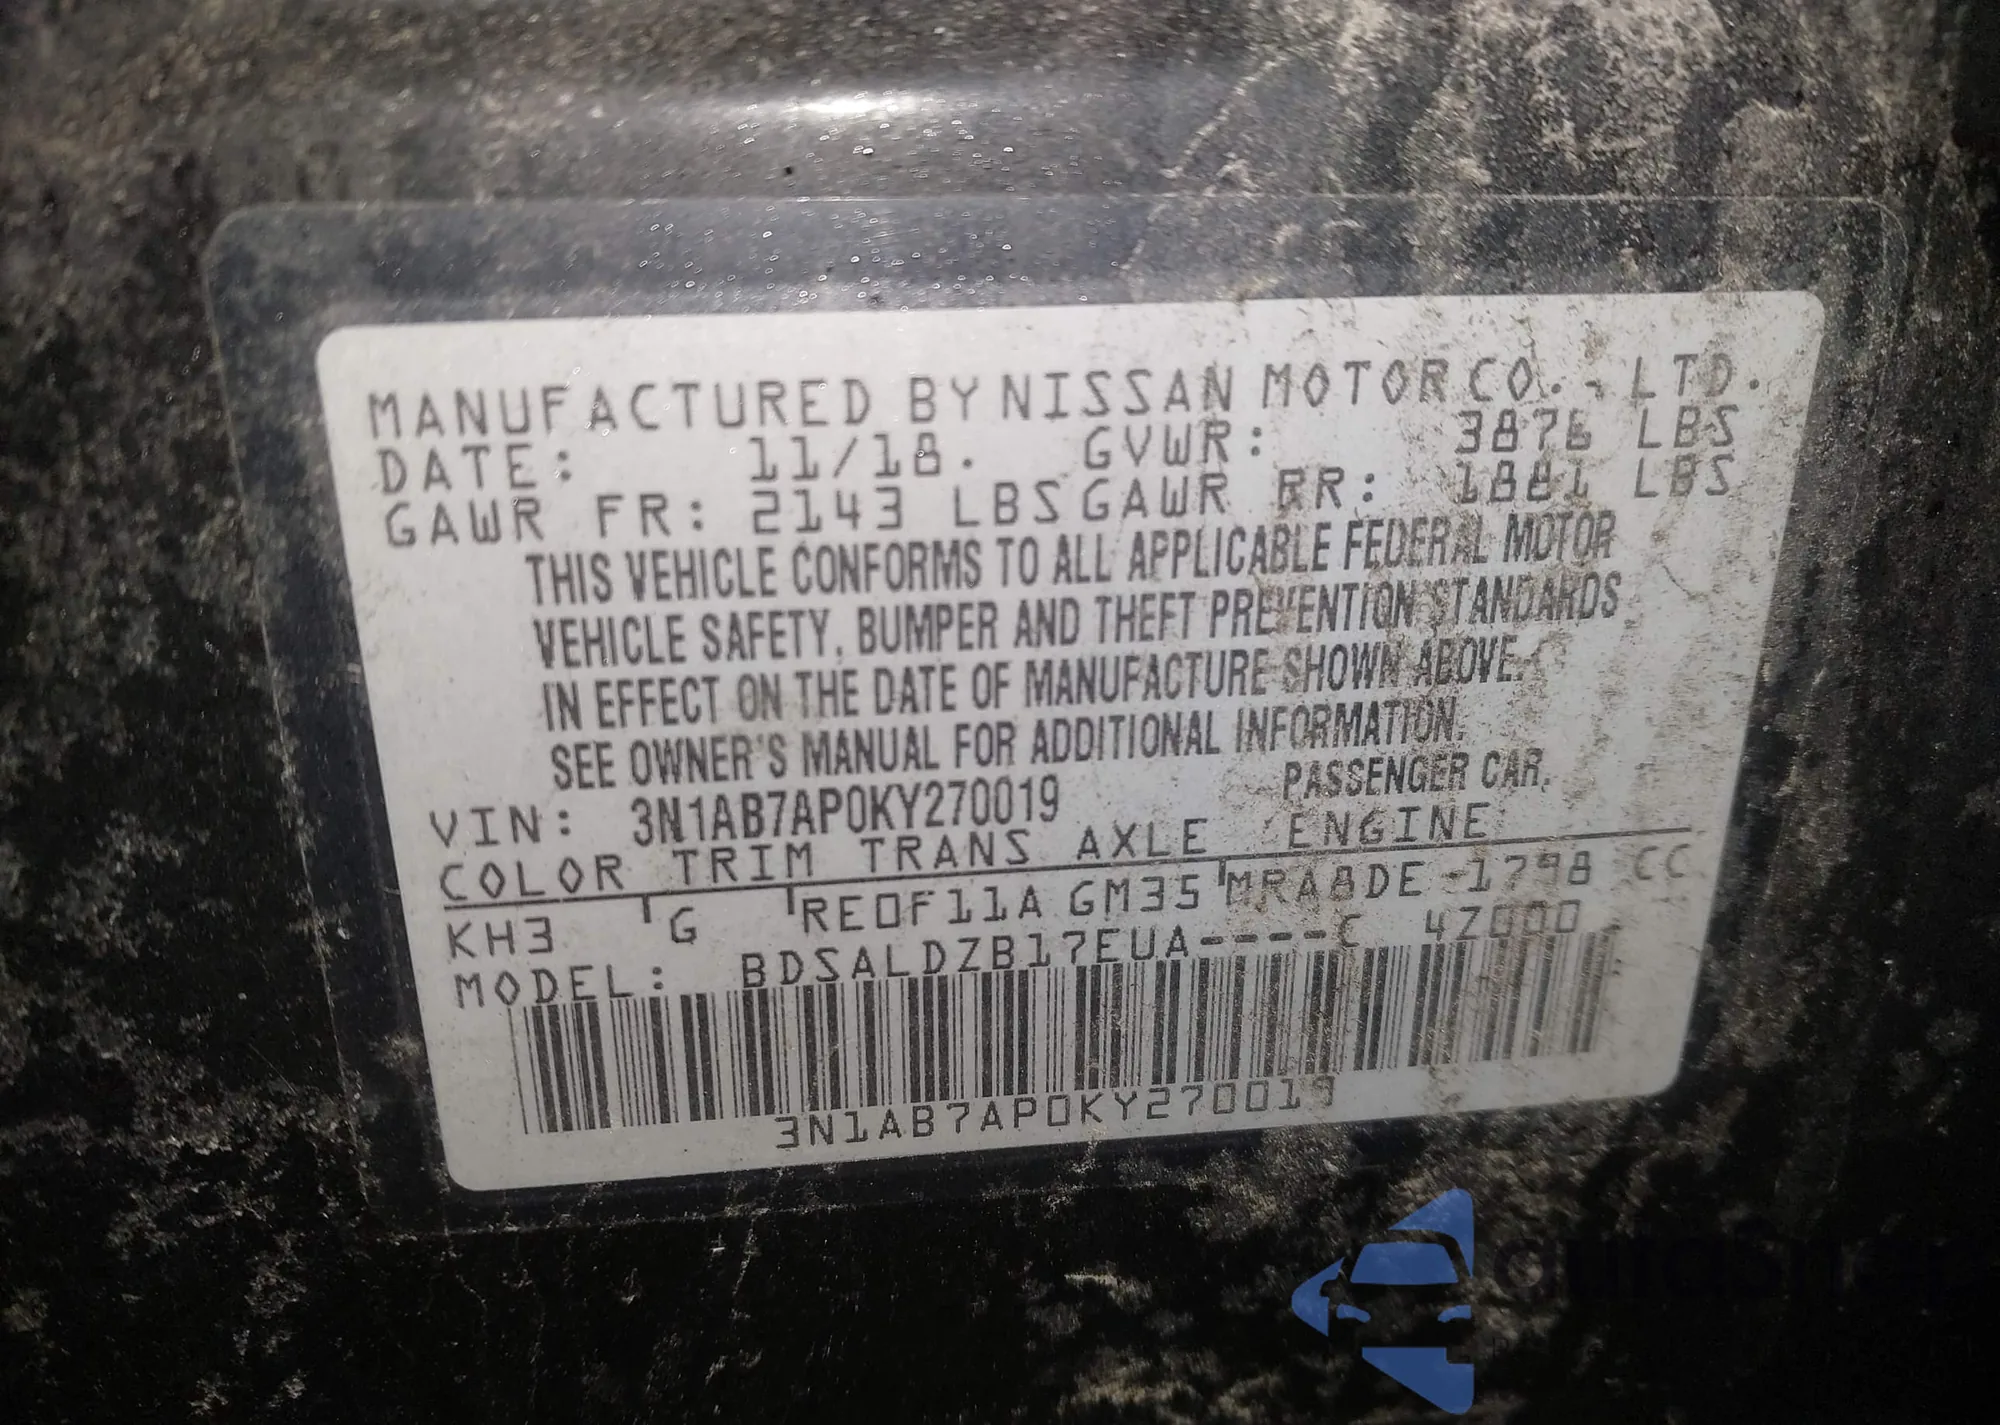 MANUFACTURED BY NISSAN MOTOR CO., LTD.
DATE: 11/18. GVWR: 3876 LBS
GAWR FR: 2143 LBS GAWR RR: 1881 LBS
THIS VEHICLE CONFORMS TO ALL APPLICABLE FEDERAL MOTOR
VEHICLE SAFETY, BUMPER AND THEFT PREVENTION STANDARDS
IN EFFECT ON THE DATE OF MANUFACTURE SHOWN ABOVE.
SEE OWNER'S MANUAL FOR ADDITIONAL INFORMATION.
VIN: 3N1AB7AP0KY270019 PASSENGER CAR.
COLOR TRIM TRANS AXLE ENGINE
KH3 G RE0F11A GM35 MRA8DE -1798 CC
MODEL: BDSALDZB17EUA----C 4Z000
3N1AB7AP0KY270019